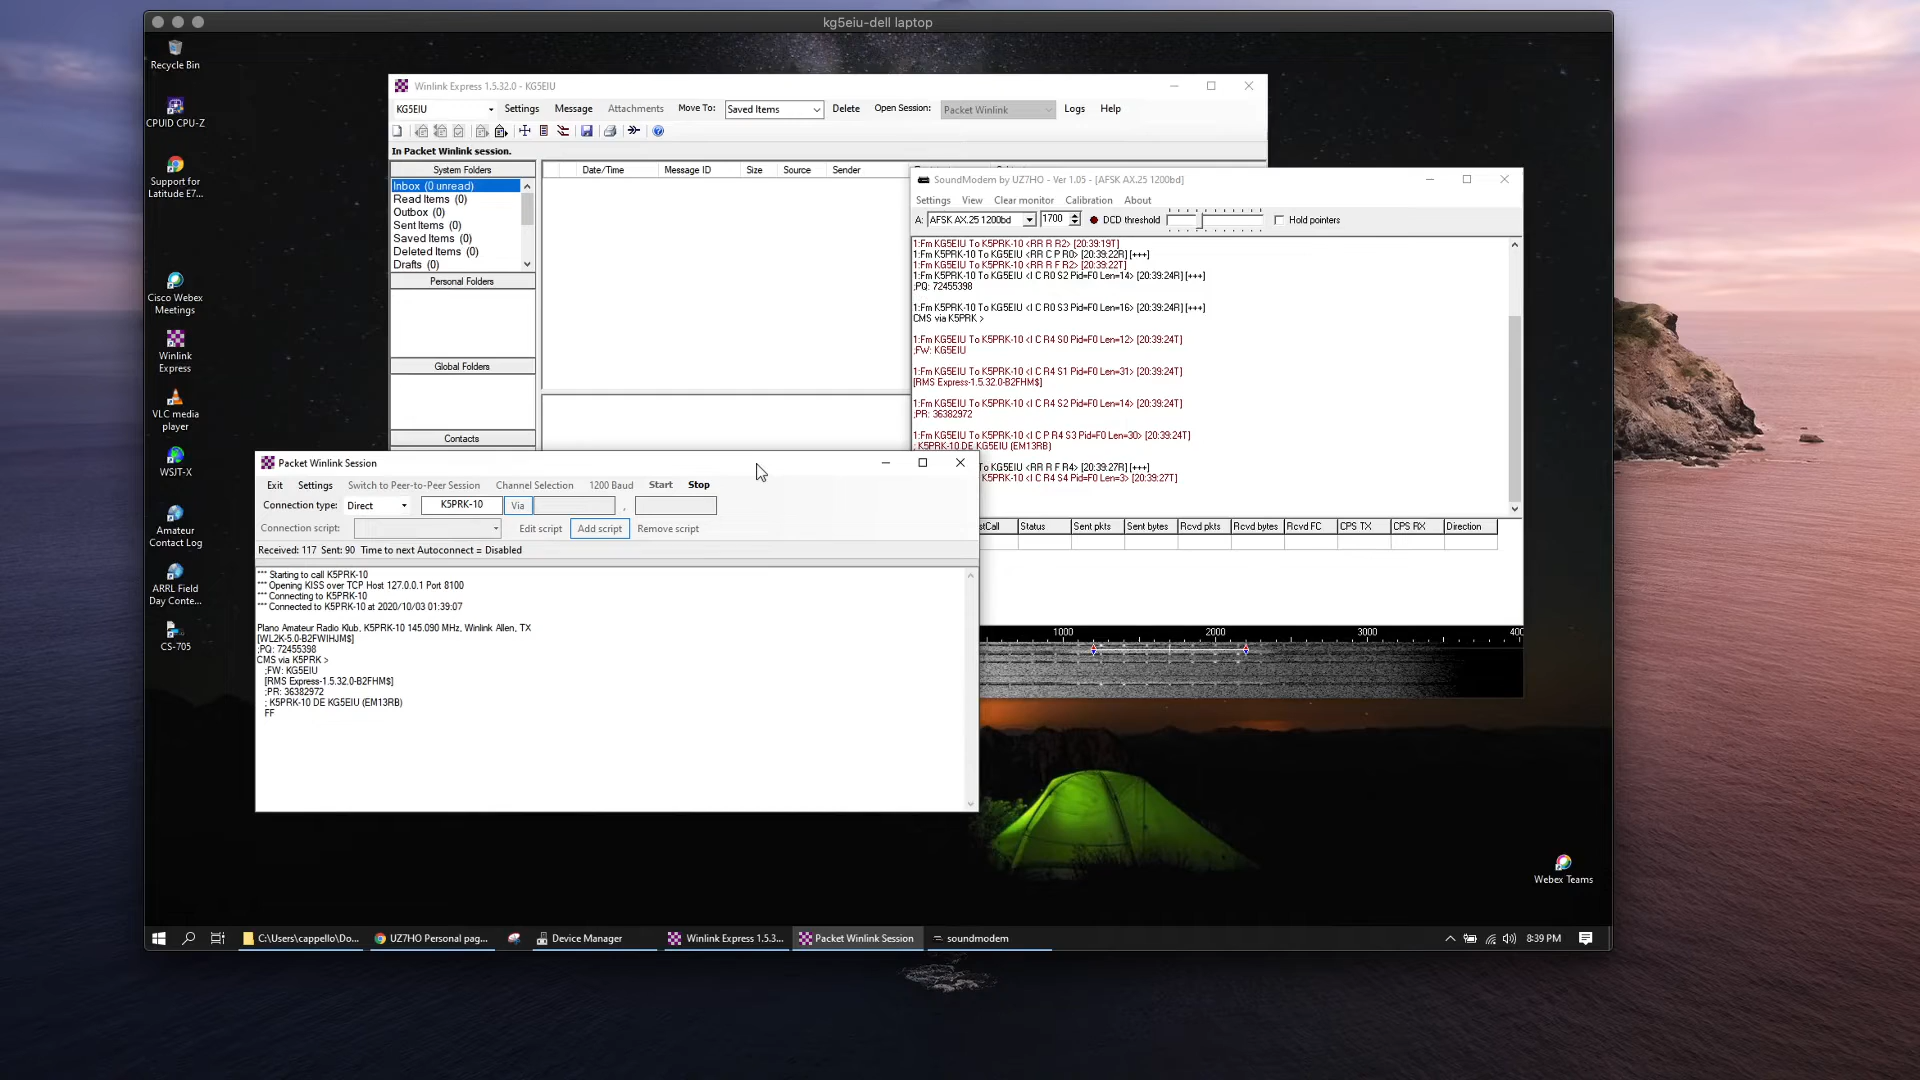 kg5eiu-dell laptop
Recycle Bin
CPUID CPU-Z
Support for
Latitude E7...
Cisco Webex
Meetings
Winlink
Express
VLC media
player
WSJT-X
Amateur
Contact Log
ARRL Field
Day Conte...
CS-705
Winlink Express 1.5.32.0 - KG5EIU
KG5EIU Settings Message Attachments Move To: Saved Items Delete Open Session: Packet Winlink Logs Help
In Packet Winlink session.
System Folders
Date/Time Message ID Size Source Sender
Inbox (0 unread)
Read Items (0)
Outbox (0)
Sent Items (0)
Saved Items (0)
Deleted Items (0)
Drafts (0)
Personal Folders
Global Folders
Contacts
SoundModem by UZ7HO - Ver 1.05 - [AFSK AX.25 1200bd]
Settings View Clear monitor Calibration About
A: AFSK AX.25 1200bd 1700 DCD threshold Hold pointers
1:Fm KG5EIU To K5PRK-10 <RR R R2> [20:39:19T]
1:Fm K5PRK-10 To KG5EIU <RR C P R0> [20:39:22R] [+++]
1:Fm KG5EIU To K5PRK-10 <RR R F R2> [20:39:22T]
1:Fm K5PRK-10 To KG5EIU <I C R0 S2 Pid=F0 Len=14> [20:39:24R] [+++]
;PQ: 72455398
1:Fm K5PRK-10 To KG5EIU <I C R0 S3 Pid=F0 Len=16> [20:39:24R] [+++]
CMS via K5PRK >
1:Fm KG5EIU To K5PRK-10 <I C R4 S0 Pid=F0 Len=12> [20:39:24T]
;FW: KG5EIU
1:Fm KG5EIU To K5PRK-10 <I C R4 S1 Pid=F0 Len=31> [20:39:24T]
[RMS Express-1.5.32.0-B2FHM$]
1:Fm KG5EIU To K5PRK-10 <I C R4 S2 Pid=F0 Len=14> [20:39:24T]
;PR: 36382972
1:Fm KG5EIU To K5PRK-10 <I C P R4 S3 Pid=F0 Len=30> [20:39:24T]
; K5PRK-10 DE KG5EIU (EM13RB)
To KG5EIU <RR R F R4> [20:39:27R] [+++]
K5PRK-10 <I C R4 S4 Pid=F0 Len=3> [20:39:27T]
stCall Status Sent pkts Sent bytes Rcvd pkts Rcvd bytes Rcvd FC CPS TX CPS RX Direction
1000 2000 3000 400
Packet Winlink Session
Exit Settings Switch to Peer-to-Peer Session Channel Selection 1200 Baud Start Stop
Connection type: Direct K5PRK-10 Via ,
Connection script: Edit script Add script Remove script
Received: 117 Sent: 90 Time to next Autoconnect = Disabled
*** Starting to call K5PRK-10
*** Opening KISS over TCP Host 127.0.0.1 Port 8100
*** Connecting to K5PRK-10
*** Connected to K5PRK-10 at 2020/10/03 01:39:07
Plano Amateur Radio Klub, K5PRK-10 145.090 MHz, Winlink Allen, TX
[WL2K-5.0-B2FWIHJM$]
;PQ: 72455398
CMS via K5PRK >
;FW: KG5EIU
[RMS Express-1.5.32.0-B2FHM$]
;PR: 36382972
; K5PRK-10 DE KG5EIU (EM13RB)
FF
Webex Teams
C:\Users\cappello\Do... UZ7HO Personal pag... Device Manager Winlink Express 1.5.3... Packet Winlink Session soundmodem 8:39 PM